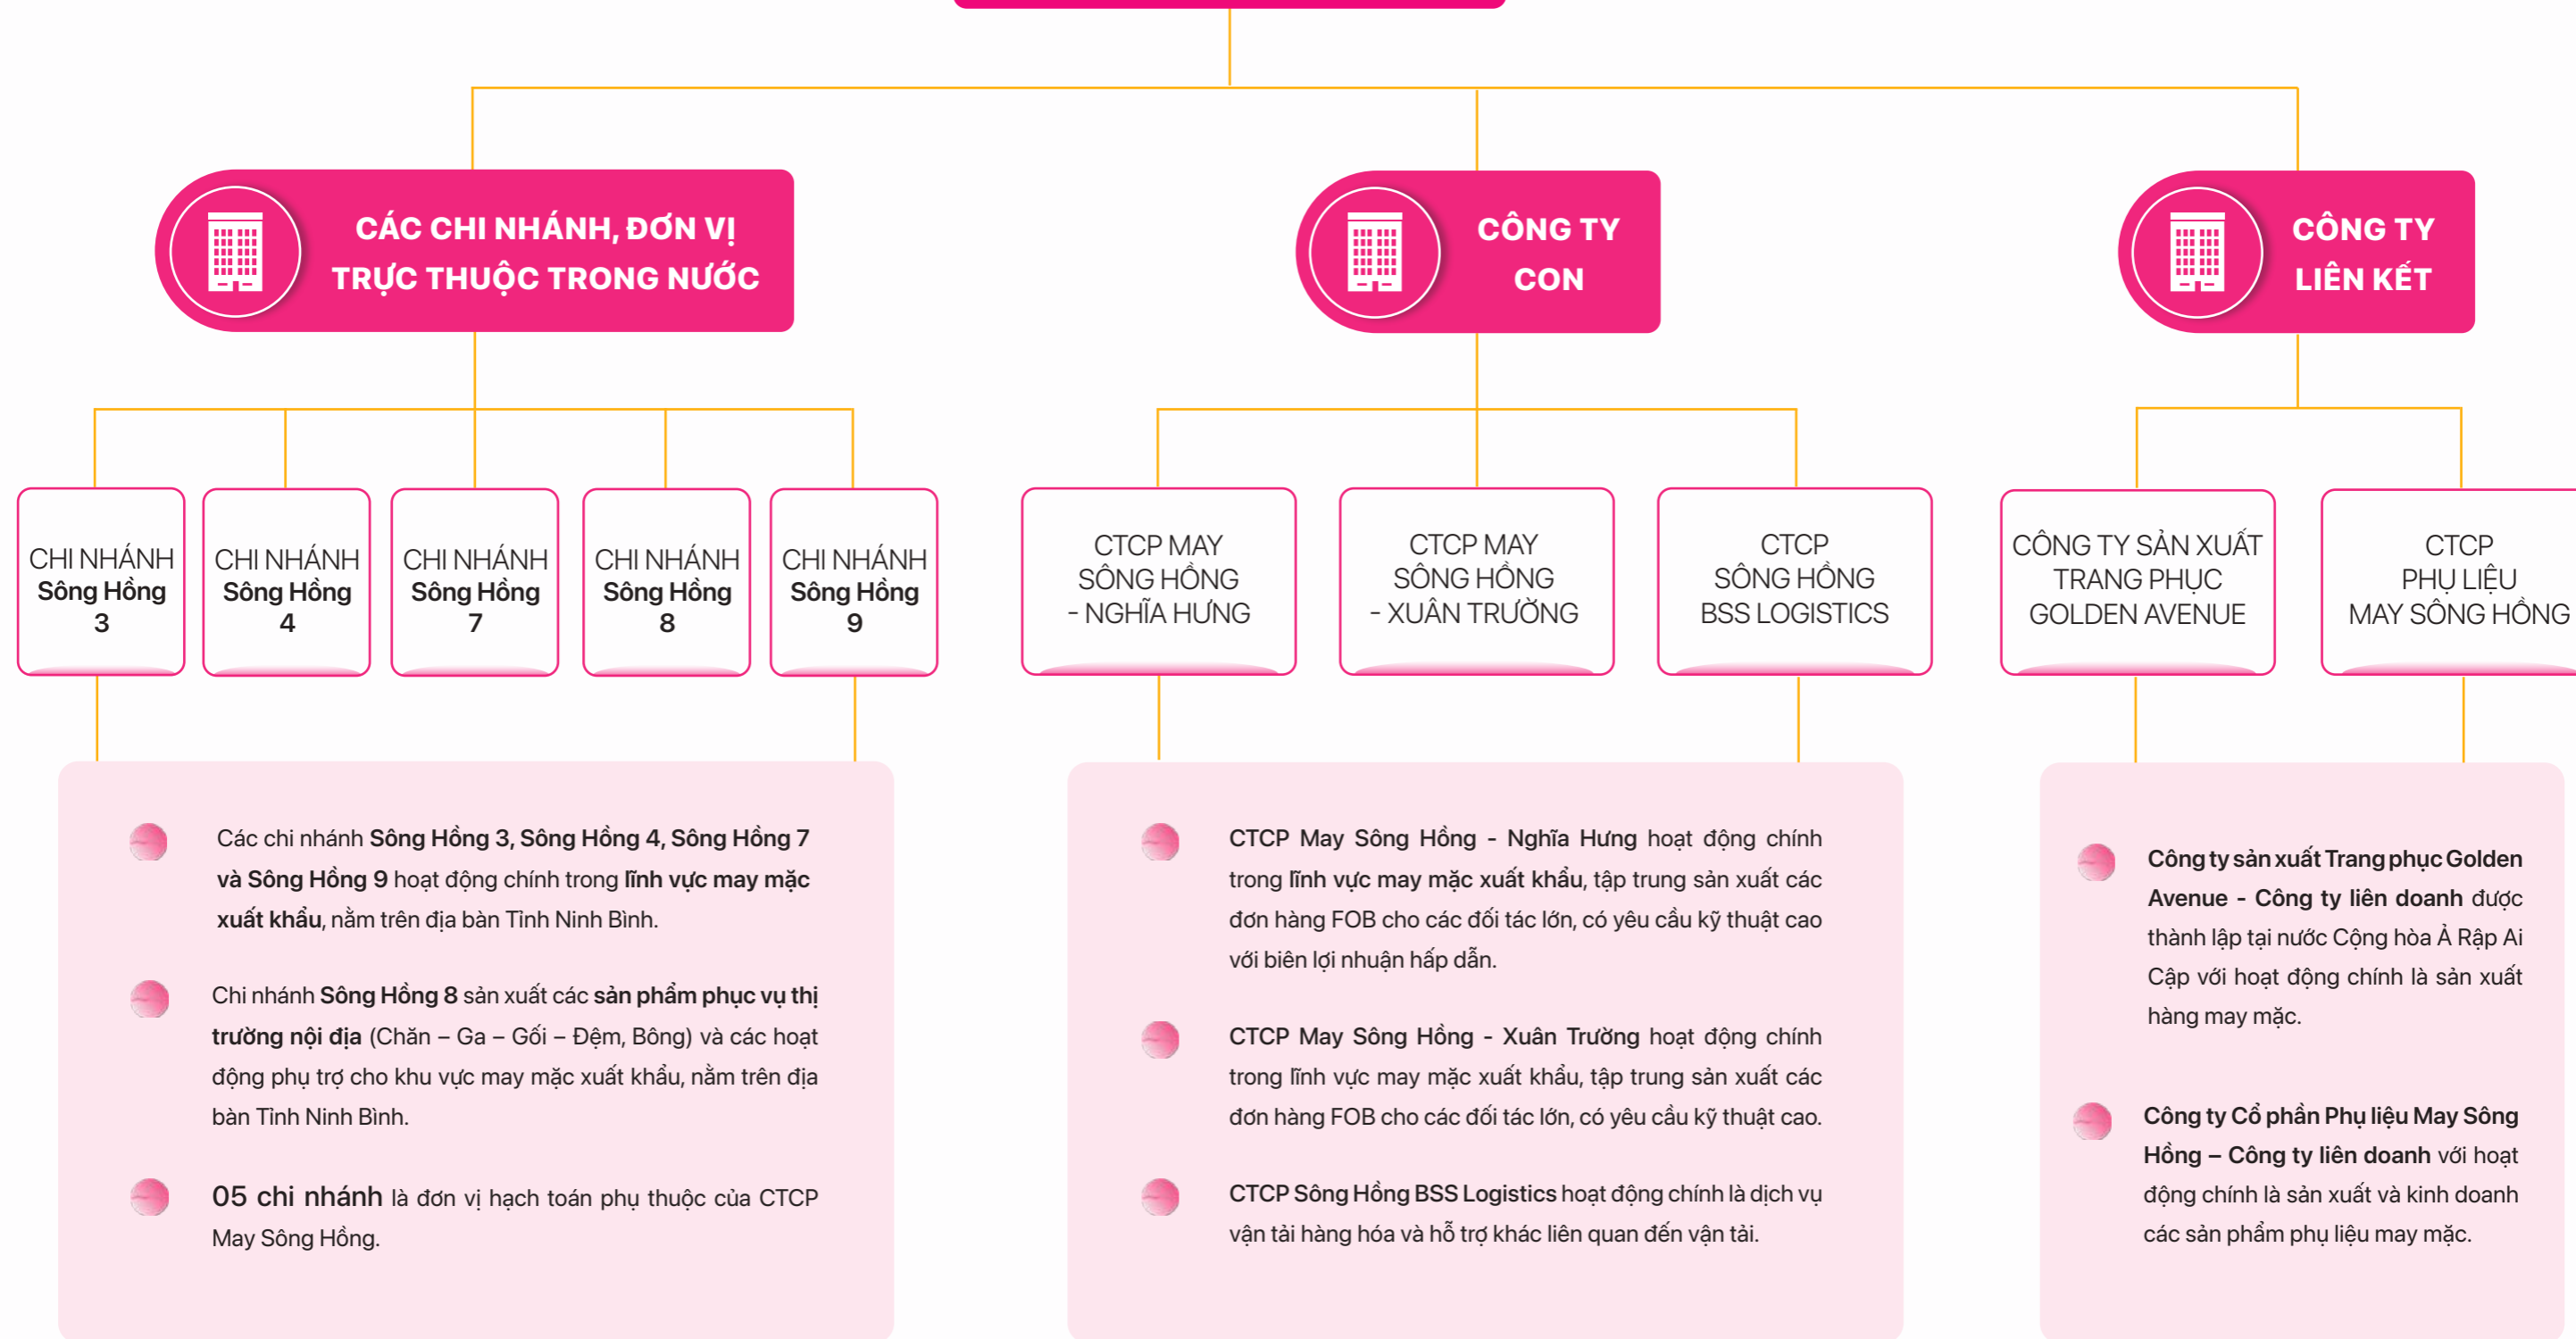 CÁC CHI NHÁNH, ĐƠN VỊ
TRỰC THUỘC TRONG NƯỚC
CÔNG TY
CON
CÔNG TY
LIÊN KẾT
CHI NHÁNH
Sông Hồng
3
CHI NHÁNH
Sông Hồng
4
CHI NHÁNH
Sông Hồng
7
CHI NHÁNH
Sông Hồng
8
CHI NHÁNH
Sông Hồng
9
CTCP MAY
SÔNG HỒNG
- NGHĨA HƯNG
CTCP MAY
SÔNG HỒNG
- XUÂN TRƯỜNG
CTCP
SÔNG HỒNG
BSS LOGISTICS
CÔNG TY SẢN XUẤT
TRANG PHỤC
GOLDEN AVENUE
CTCP
PHỤ LIỆU
MAY SÔNG HỒNG
Các chi nhánh Sông Hồng 3, Sông Hồng 4, Sông Hồng 7
và Sông Hồng 9 hoạt động chính trong lĩnh vực may mặc
xuất khẩu, nằm trên địa bàn Tỉnh Ninh Bình.
Chi nhánh Sông Hồng 8 sản xuất các sản phẩm phục vụ thị
trường nội địa (Chăn – Ga – Gối – Đệm, Bông) và các hoạt
động phụ trợ cho khu vực may mặc xuất khẩu, nằm trên địa
bàn Tỉnh Ninh Bình.
05 chi nhánh là đơn vị hạch toán phụ thuộc của CTCP
May Sông Hồng.
CTCP May Sông Hồng - Nghĩa Hưng hoạt động chính
trong lĩnh vực may mặc xuất khẩu, tập trung sản xuất các
đơn hàng FOB cho các đối tác lớn, có yêu cầu kỹ thuật cao
với biên lợi nhuận hấp dẫn.
CTCP May Sông Hồng - Xuân Trường hoạt động chính
trong lĩnh vực may mặc xuất khẩu, tập trung sản xuất các
đơn hàng FOB cho các đối tác lớn, có yêu cầu kỹ thuật cao.
CTCP Sông Hồng BSS Logistics hoạt động chính là dịch vụ
vận tải hàng hóa và hỗ trợ khác liên quan đến vận tải.
Công ty sản xuất Trang phục Golden
Avenue - Công ty liên doanh được
thành lập tại nước Cộng hòa Ả Rập Ai
Cập với hoạt động chính là sản xuất
hàng may mặc.
Công ty Cổ phần Phụ liệu May Sông
Hồng – Công ty liên doanh với hoạt
động chính là sản xuất và kinh doanh
các sản phẩm phụ liệu may mặc.